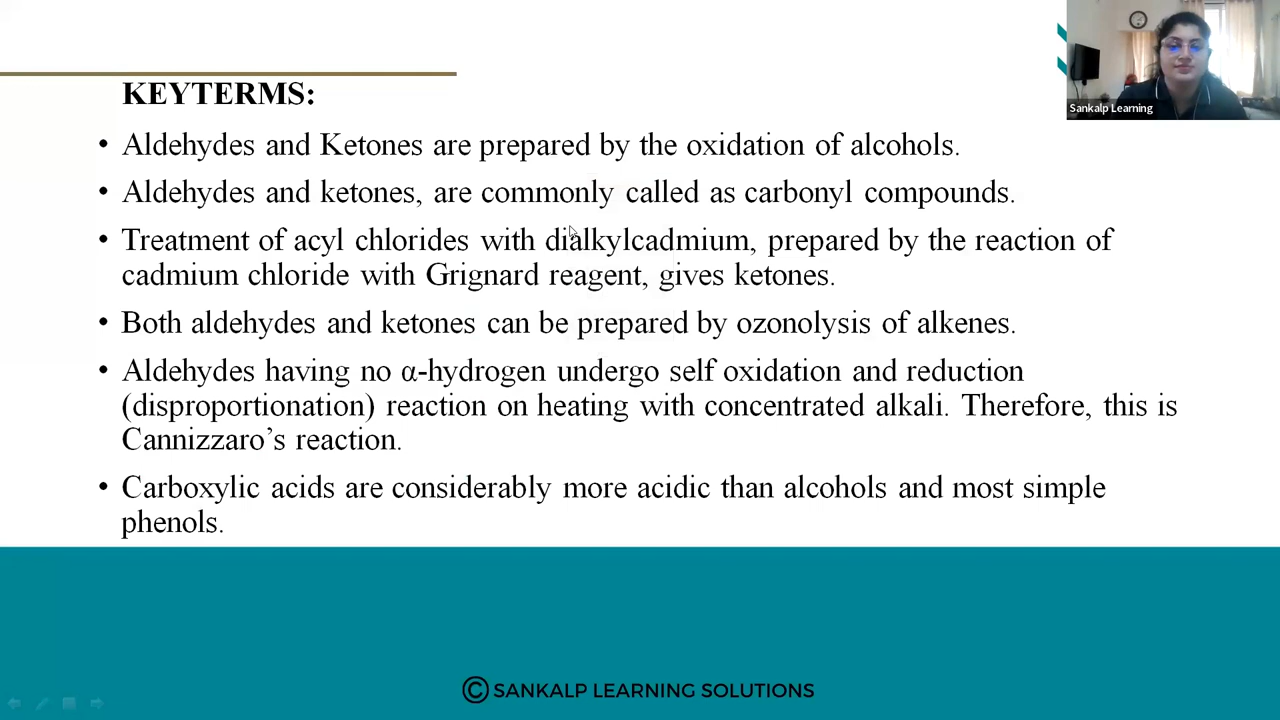 Sankalp Learning
KEYTERMS:
• Aldehydes and Ketones are prepared by the oxidation of alcohols.
• Aldehydes and ketones, are commonly called as carbonyl compounds.
• Treatment of acyl chlorides with dialkylcadmium, prepared by the reaction of
cadmium chloride with Grignard reagent, gives ketones.
• Both aldehydes and ketones can be prepared by ozonolysis of alkenes.
• Aldehydes having no α-hydrogen undergo self oxidation and reduction
(disproportionation) reaction on heating with concentrated alkali. Therefore, this is
Cannizzaro’s reaction.
• Carboxylic acids are considerably more acidic than alcohols and most simple
phenols.
© SANKALP LEARNING SOLUTIONS